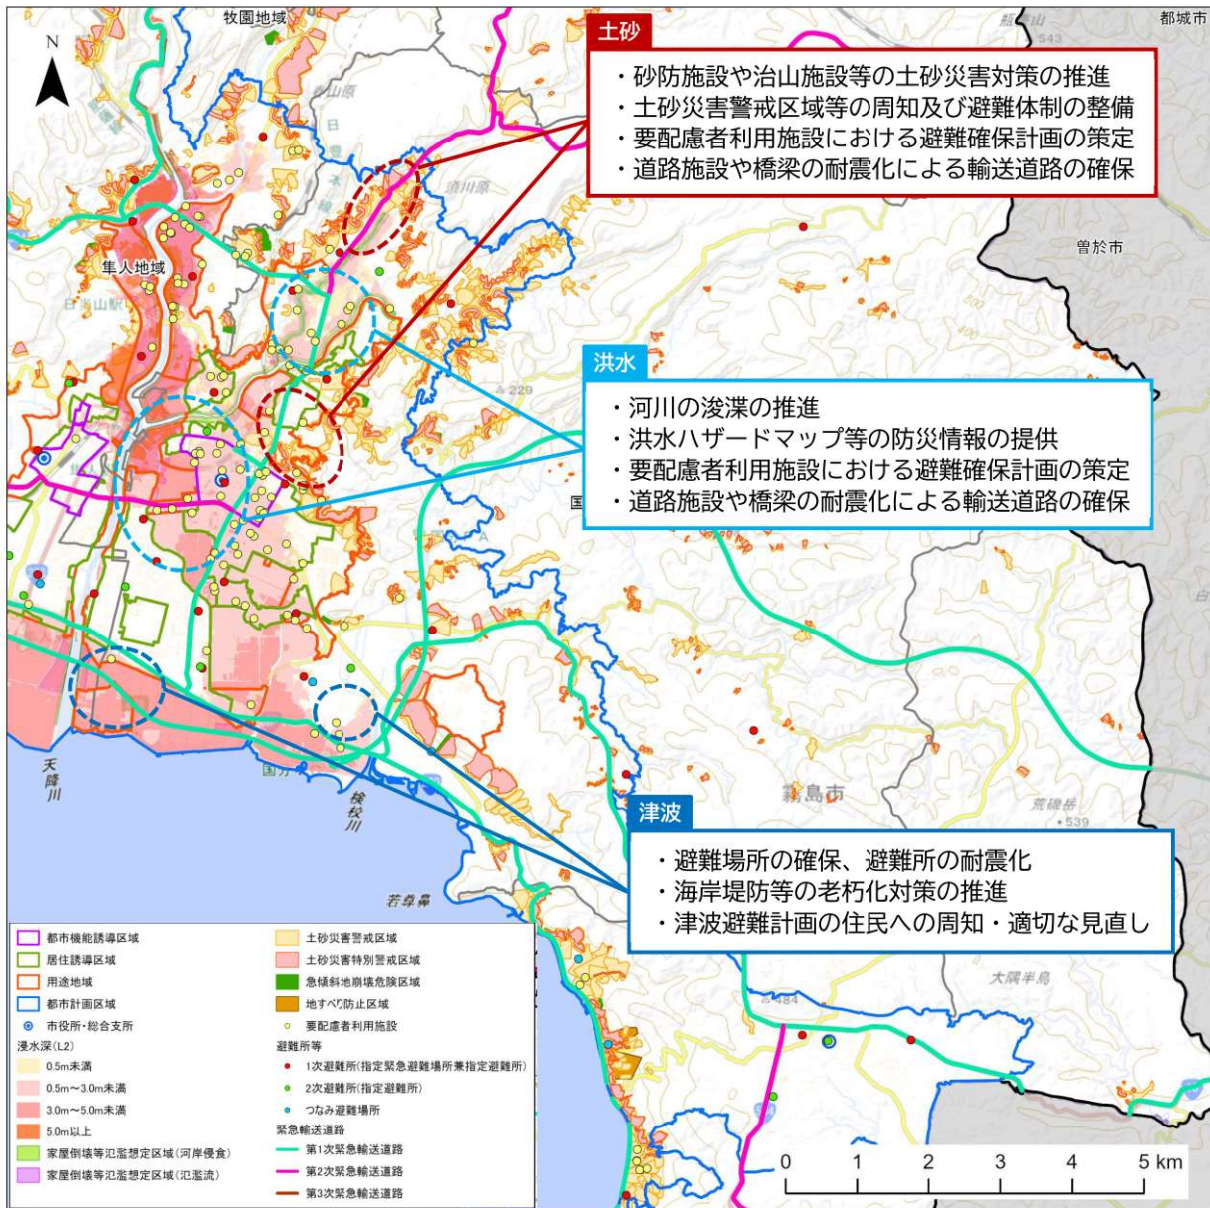 牧園地域
都城市
543
N
土砂
・砂防施設や治山施設等の土砂災害対策の推進
・土砂災害警戒区域等の周知及び避難体制の整備
・要配慮者利用施設における避難確保計画の策定
・道路施設や橋梁の耐震化による輸送道路の確保
春山原
須川原
曽於市
隼人地域
日当山駅
洪水
・河川の浚渫の推進
・洪水ハザードマップ等の防災情報の提供
・要配慮者利用施設における避難確保計画の策定
・道路施設や橋梁の耐震化による輸送道路の確保
229
国
霧島市
荒磯岳
539
天降川
検校川
津波
・避難場所の確保、避難所の耐震化
・海岸堤防等の老朽化対策の推進
・津波避難計画の住民への周知・適切な見直し
若尊鼻
大隅半島
484
都市機能誘導区域
居住誘導区域
用途地域
都市計画区域
市役所・総合支所
浸水深(L2)
0.5m未満
0.5m～3.0m未満
3.0m～5.0m未満
5.0m以上
家屋倒壊等氾濫想定区域(河岸侵食)
家屋倒壊等氾濫想定区域(氾濫流)
土砂災害警戒区域
土砂災害特別警戒区域
急傾斜地崩壊危険区域
地すべり防止区域
要配慮者利用施設
避難所等
1次避難所(指定緊急避難場所兼指定避難所)
2次避難所(指定避難所)
つなみ避難場所
緊急輸送道路
第1次緊急輸送道路
第2次緊急輸送道路
第3次緊急輸送道路
0 1 2 3 4 5 km